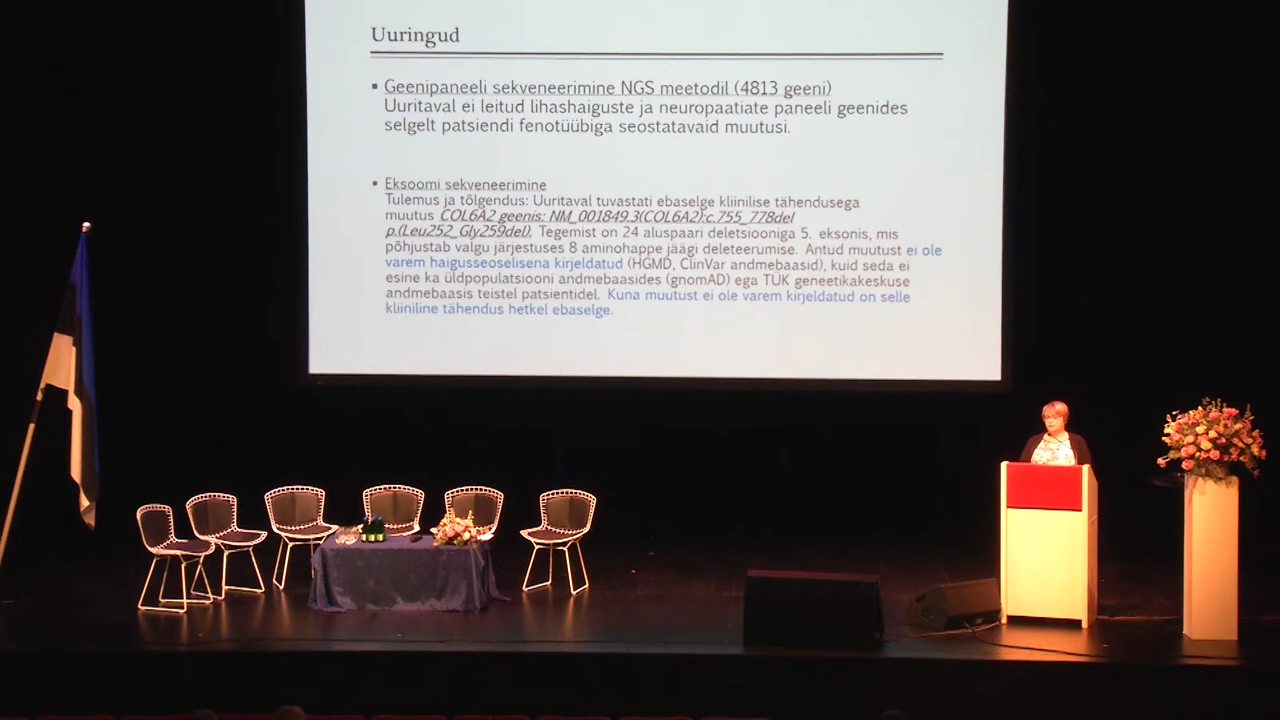 Uuringud
▪ Geenipaneeli sekveneerimine NGS meetodil (4813 geeni)
Uuritaval ei leitud lihashaiguste ja neuropaatiate paneeli geenides
selgelt patsiendi fenotüübiga seostatavaid muutusi.
▪ Eksoomi sekveneerimine
Tulemus ja tõlgendus: Uuritaval tuvastati ebaselge kliinilise tähendusega
muutus COL6A2 geenis: NM_001849.3(COL6A2):c.755_778del
p.(Leu252_Gly259del). Tegemist on 24 aluspaari deletsiooniga 5. eksonis, mis
põhjustab valgu järjestuses 8 aminohappe jäägi deleteerumise. Antud muutust ei ole
varem haigusseoselisena kirjeldatud (HGMD, ClinVar andmebaasid), kuid seda ei
esine ka üldpopulatsiooni andmebaasides (gnomAD) ega TÜK geneetikakeskuse
andmebaasis teistel patsientidel. Kuna muutust ei ole varem kirjeldatud on selle
kliiniline tähendus hetkel ebaselge.